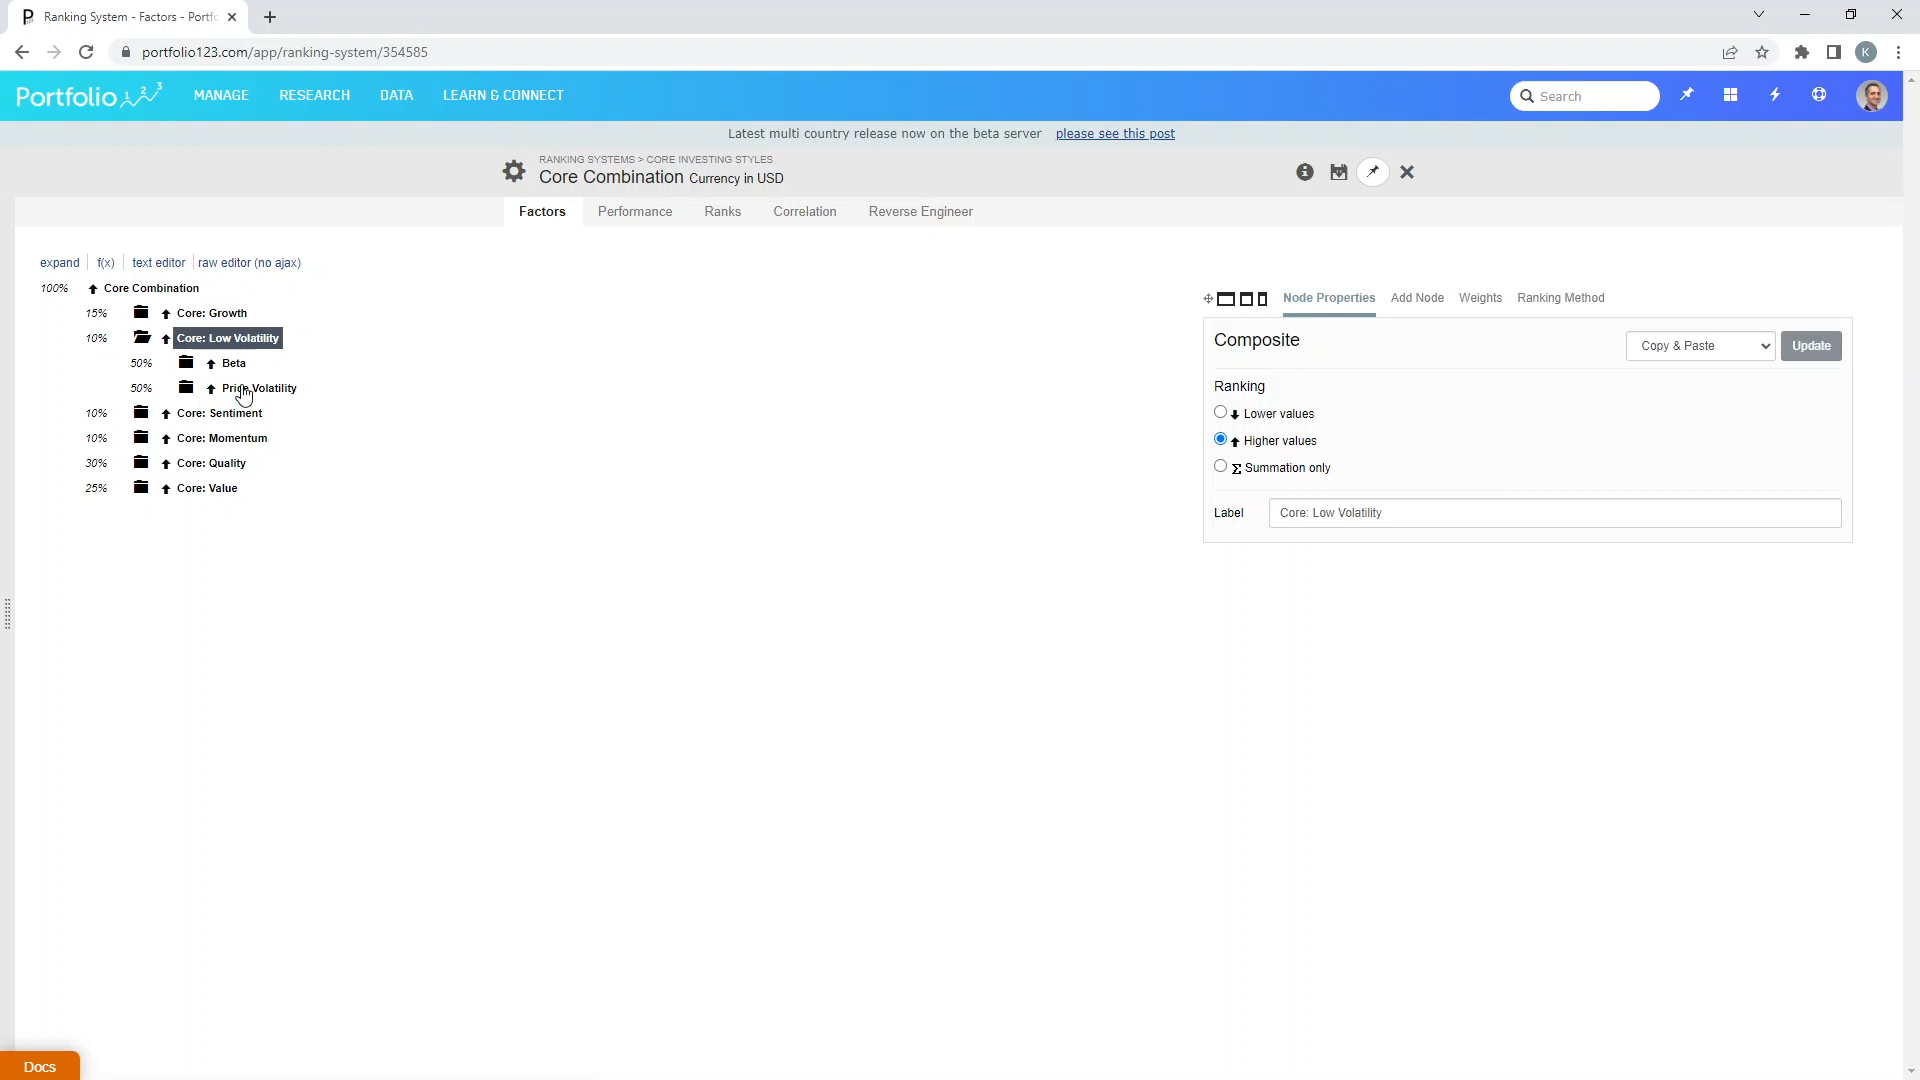 Ranking System - Factors - Portfo
portfolio123.com/app/ranking-system/354585
K
Portfolio 1 2 3
MANAGE RESEARCH DATA LEARN & CONNECT
Search
Latest multi country release now on the beta server please see this post
RANKING SYSTEMS > CORE INVESTING STYLES
Core Combination Currency in USD
Factors Performance Ranks Correlation Reverse Engineer
expand f(x) text editor raw editor (no ajax)
100% Core Combination
15% Core: Growth
10% Core: Low Volatility
50% Beta
50% Price Volatility
10% Core: Sentiment
10% Core: Momentum
30% Core: Quality
25% Core: Value
Node Properties Add Node Weights Ranking Method
Composite
Copy & Paste
Update
Ranking
Lower values
Higher values
Σ Summation only
Label Core: Low Volatility
Docs